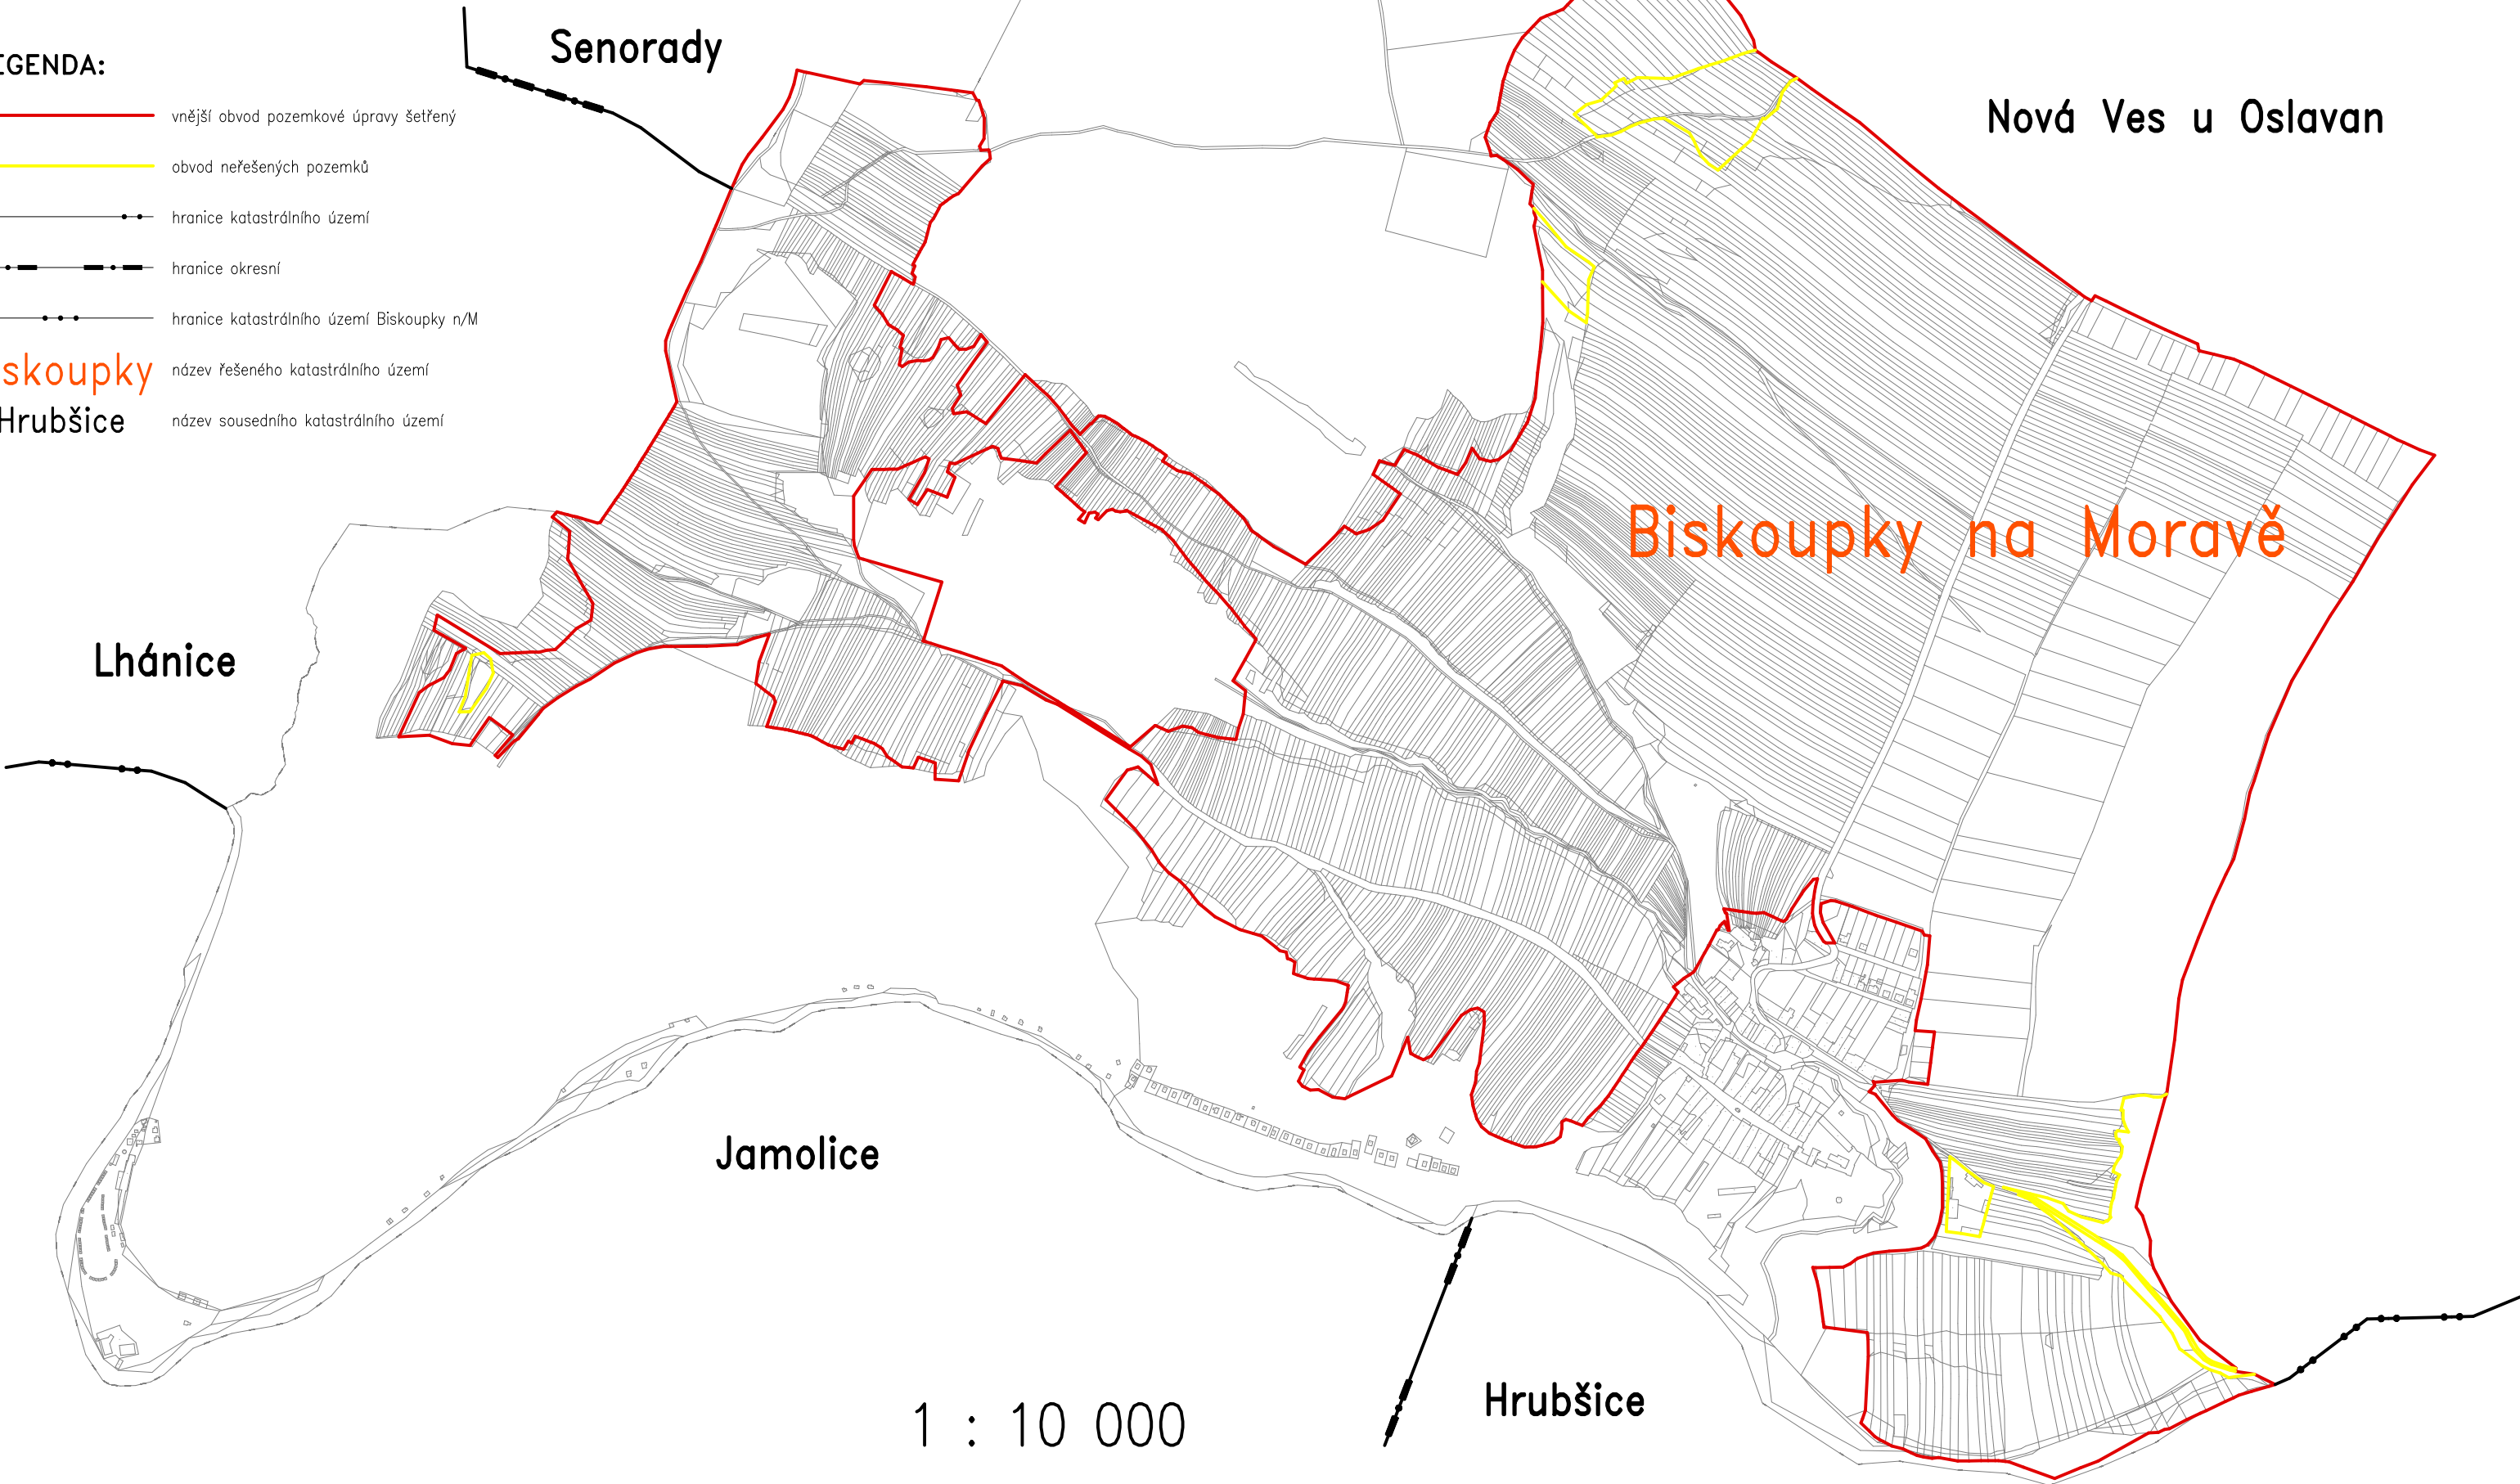 EGENDA:
vnější obvod pozemkové úpravy šetřený
obvod neřešených pozemků
hranice katastrálního území
hranice okresní
hranice katastrálního území Biskoupky n/M
skoupky název řešeného katastrálního území
Hrubšice název sousedního katastrálního území
Senorady
Nová Ves u Oslavan
Biskoupky na Moravě
Lhánice
Jamolice
Hrubšice
1 : 10 000